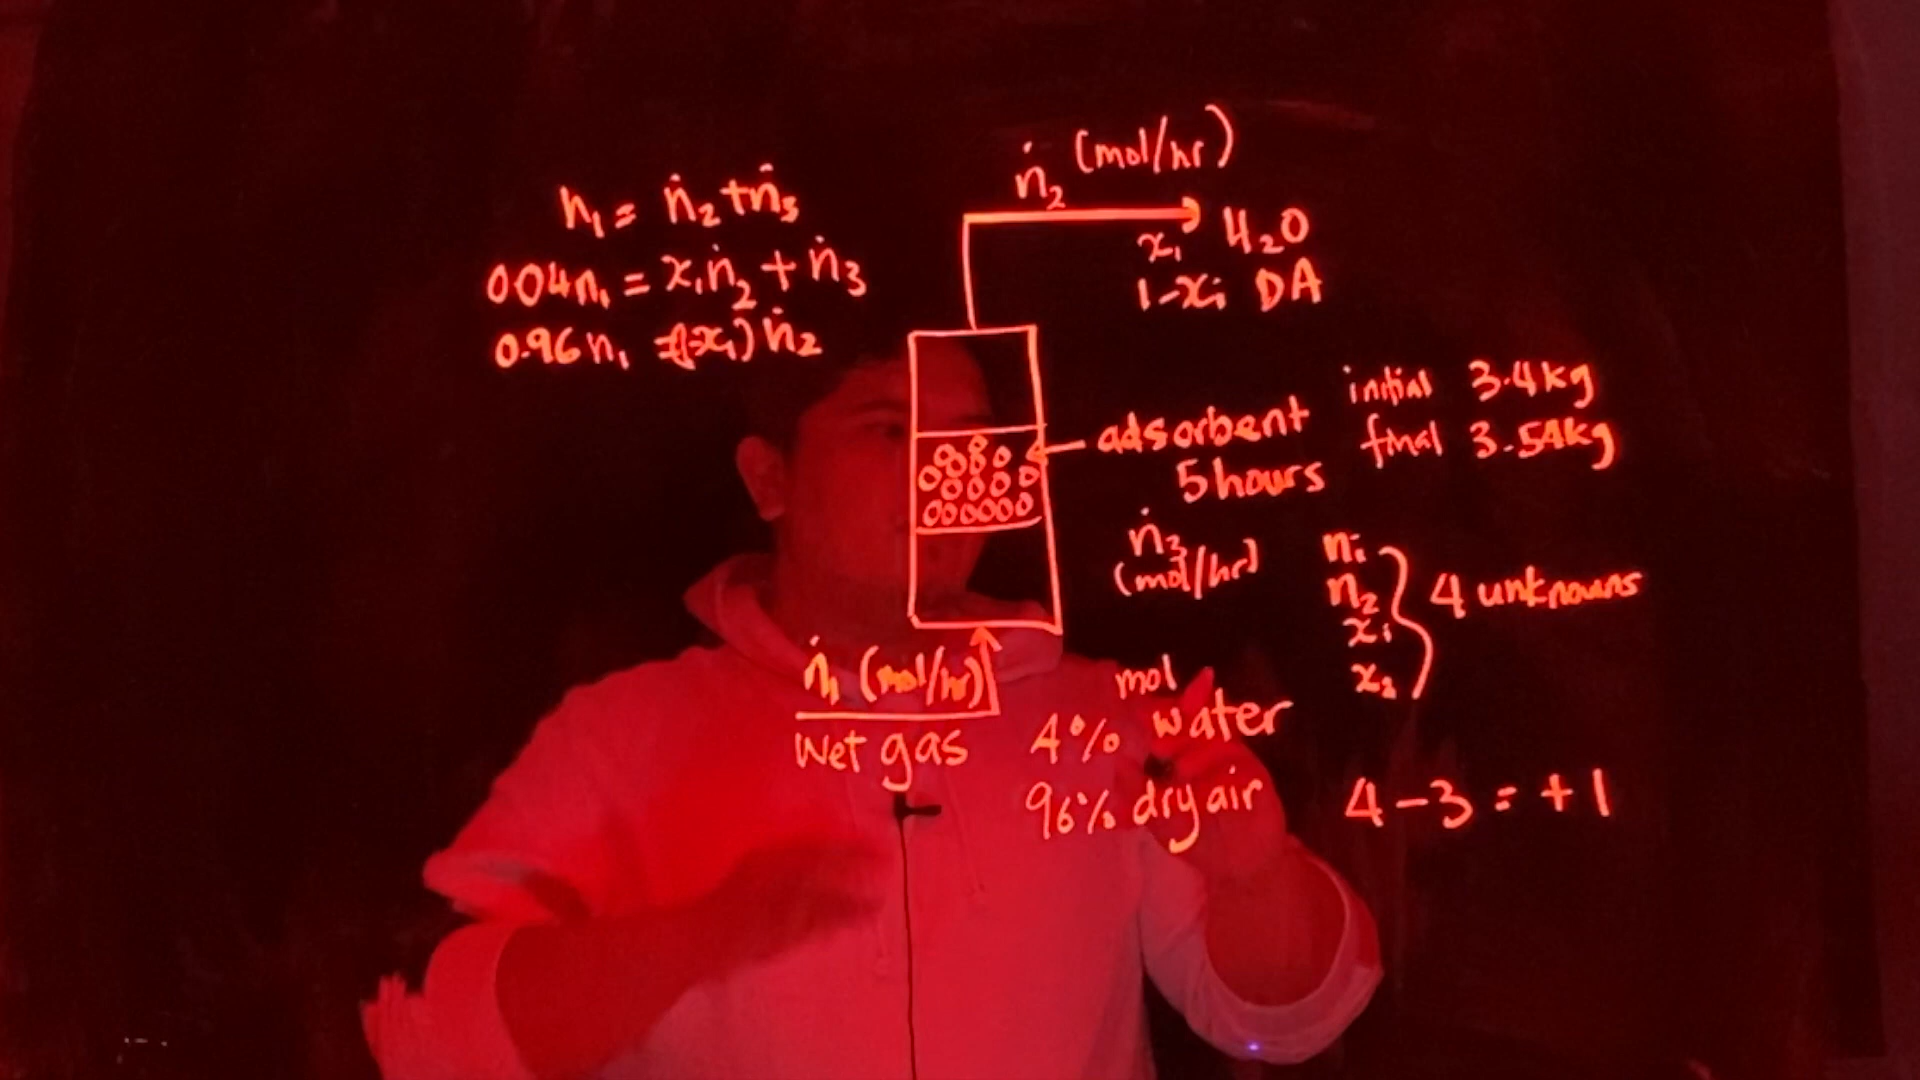 n₁ = ṅ₂ + ṅ₃
0.04n₁ = x₁ṅ₂ + ṅ₃
0.96n₁ = (1-x₁)ṅ₂
ṅ₂ (mol/hr)
x₁ H₂O
1-x₁ DA
adsorbent
5 hours
initial 3.4kg
final 3.54kg
ṅ₃
(mol/hr)
n₁
n₂
x₁
x₂
4 unknowns
ṅ₁ (mol/hr)
wet gas
mol
4% water
96% dry air
4 - 3 = +1